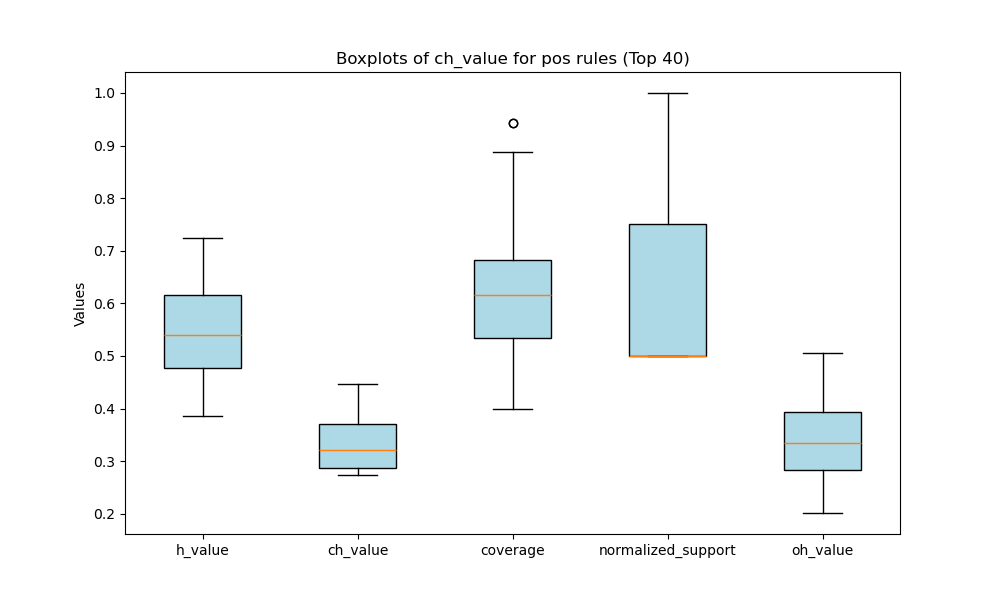 Boxplots of ch_value for pos rules (Top 40)
1.0
0.9
0.8
0.7
0.6
0.5
0.4
0.3
0.2
Values
h_value
ch_value
coverage
normalized_support
oh_value